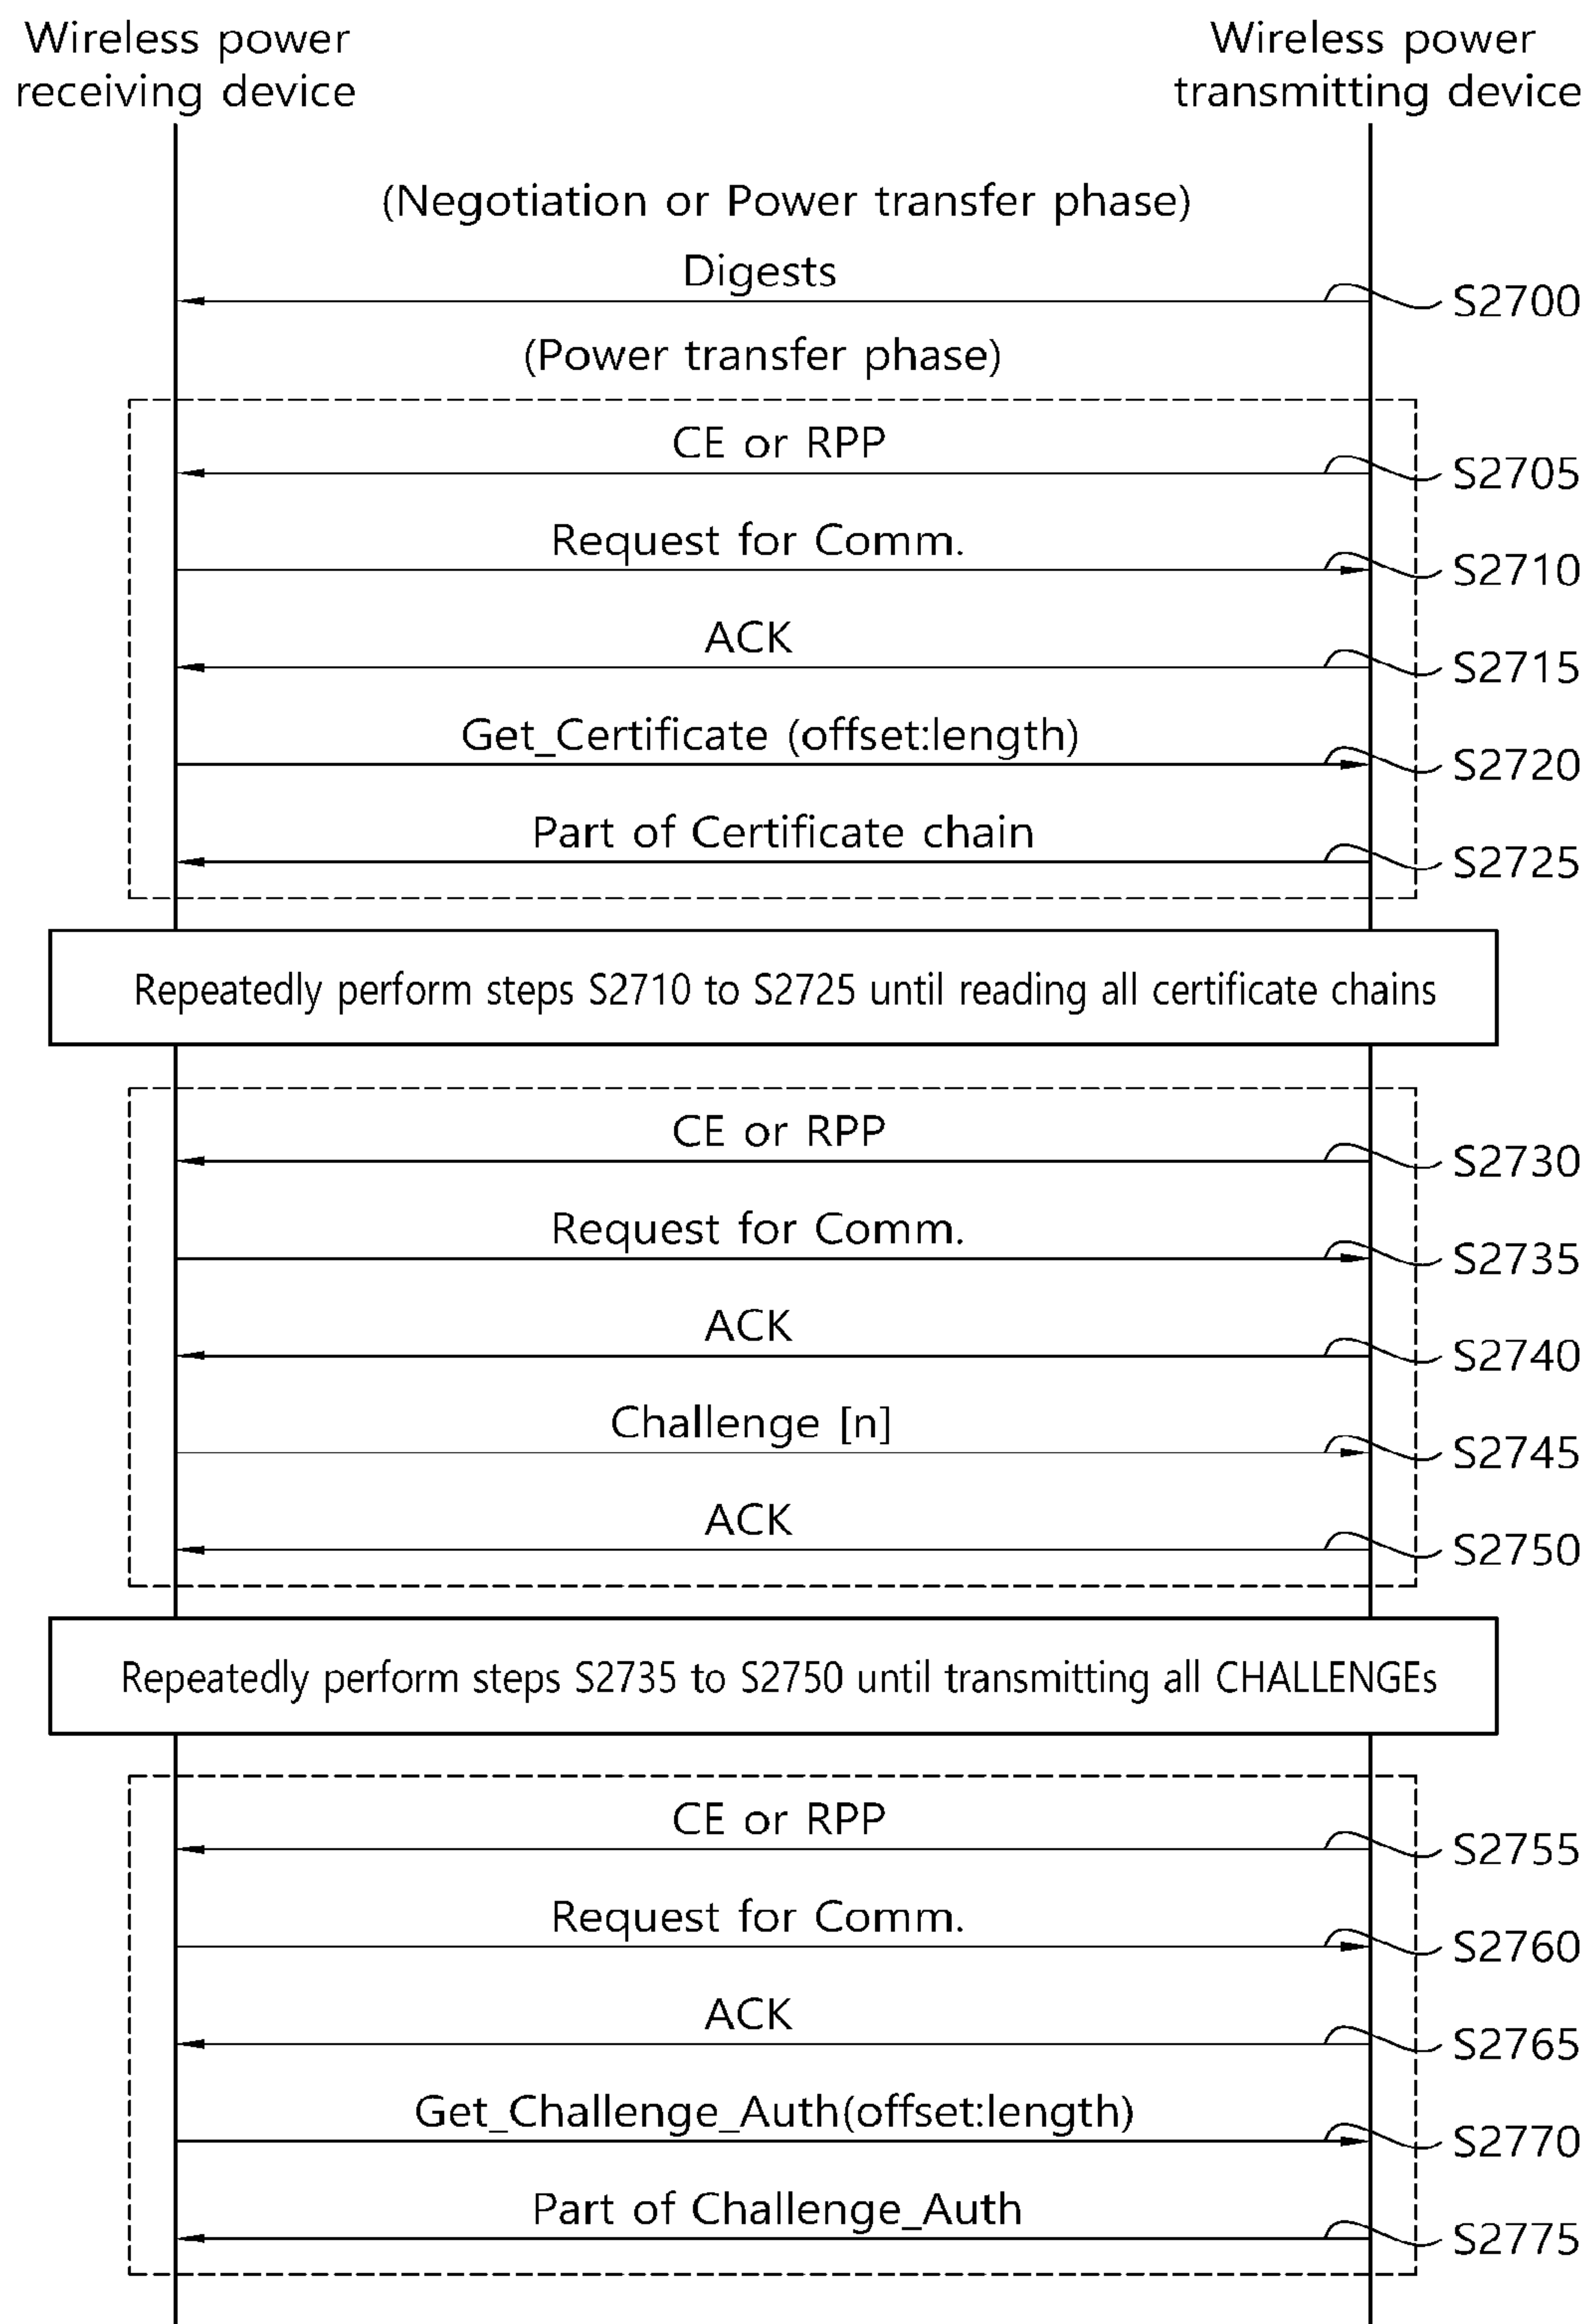 Wireless power
receiving device
Wireless power
transmitting device
(Negotiation or Power transfer phase)
Digests
S2700
(Power transfer phase)
CE or RPP
S2705
Request for Comm.
S2710
ACK
S2715
Get_Certificate (offset:length)
S2720
Part of Certificate chain
S2725
Repeatedly perform steps S2710 to S2725 until reading all certificate chains
CE or RPP
S2730
Request for Comm.
S2735
ACK
S2740
Challenge [n]
S2745
ACK
S2750
Repeatedly perform steps S2735 to S2750 until transmitting all CHALLENGEs
CE or RPP
S2755
Request for Comm.
S2760
ACK
S2765
Get_Challenge_Auth(offset:length)
S2770
Part of Challenge_Auth
S2775